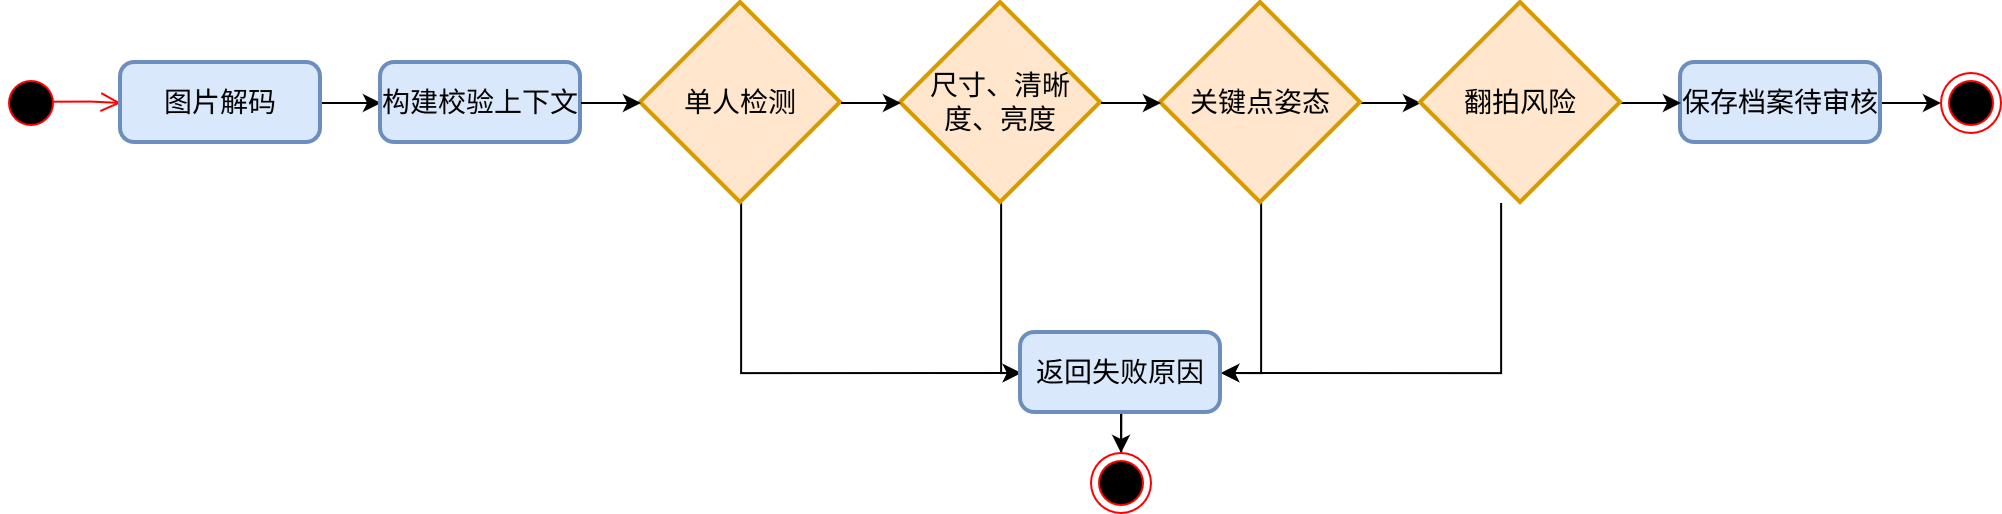 图片解码
构建校验上下文
单人检测
尺寸、清晰
度、亮度
关键点姿态
翻拍风险
保存档案待审核
返回失败原因